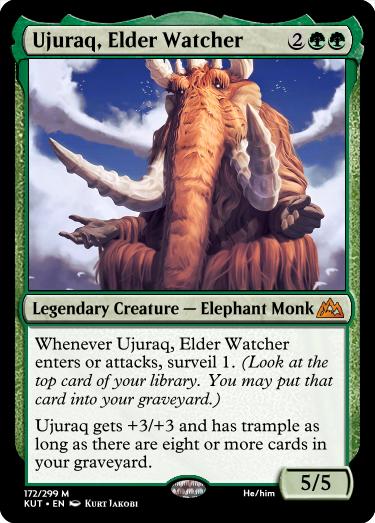 Ujuraq, Elder Watcher 2
Legendary Creature — Elephant Monk
Whenever Ujuraq, Elder Watcher
enters or attacks, surveil 1. (Look at the
top card of your library. You may put that
card into your graveyard.)
Ujuraq gets +3/+3 and has trample as
long as there are eight or more cards in
your graveyard.
5/5
172/299 M He/him
KUT • EN Kurt Jakobi